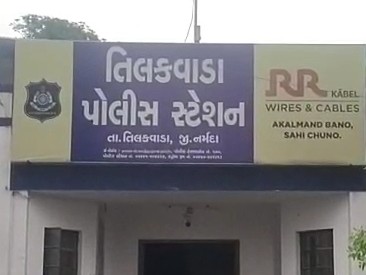 તિલકવાડા
પોલીસ સ્ટેશન
તા.તિલકવાડા, જી.નર્મદા
RR KABEL
WIRES & CABLES
AKALMAND BANO,
SAHI CHUNO.